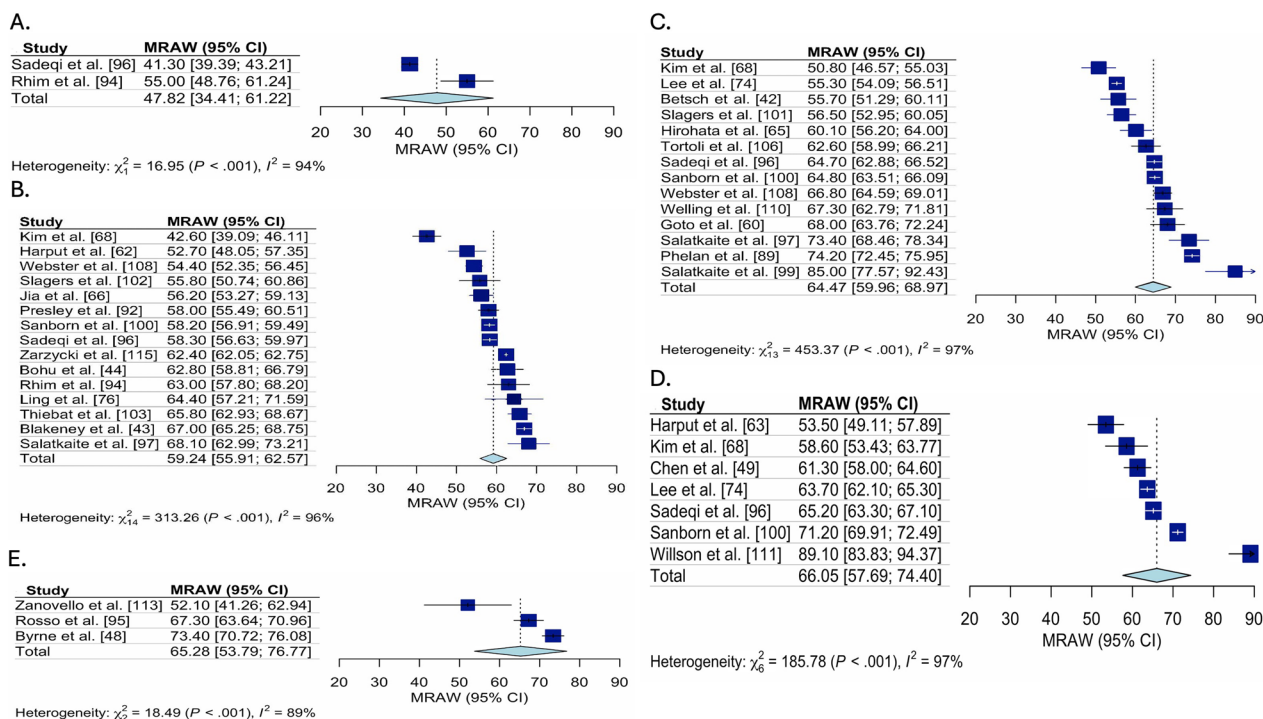 A.
Study MRAW (95% CI)
Sadeqi et al. [96] 41.30 [39.39; 43.21]
Rhim et al. [94] 55.00 [48.76; 61.24]
Total 47.82 [34.41; 61.22]
20 30 40 50 60 70 80 90
MRAW (95% CI)
Heterogeneity: χ²₁ = 16.95 (P < .001), I² = 94%
B.
Study MRAW (95% CI)
Kim et al. [68] 42.60 [39.09; 46.11]
Harput et al. [62] 52.70 [48.05; 57.35]
Webster et al. [108] 54.40 [52.35; 56.45]
Slagers et al. [102] 55.80 [50.74; 60.86]
Jia et al. [66] 56.20 [53.27; 59.13]
Presley et al. [92] 58.00 [55.49; 60.51]
Sanborn et al. [100] 58.20 [56.91; 59.49]
Sadeqi et al. [96] 58.30 [56.63; 59.97]
Zarzycki et al. [115] 62.40 [62.05; 62.75]
Bohu et al. [44] 62.80 [58.81; 66.79]
Rhim et al. [94] 63.00 [57.80; 68.20]
Ling et al. [76] 64.40 [57.21; 71.59]
Thiebat et al. [103] 65.80 [62.93; 68.67]
Blakeney et al. [43] 67.00 [65.25; 68.75]
Salatkaite et al. [97] 68.10 [62.99; 73.21]
Total 59.24 [55.91; 62.57]
20 30 40 50 60 70 80 90
MRAW (95% CI)
Heterogeneity: χ²₁₄ = 313.26 (P < .001), I² = 96%
E.
Study MRAW (95% CI)
Zanovello et al. [113] 52.10 [41.26; 62.94]
Rosso et al. [95] 67.30 [63.64; 70.96]
Byrne et al. [48] 73.40 [70.72; 76.08]
Total 65.28 [53.79; 76.77]
20 30 40 50 60 70 80 90
MRAW (95% CI)
Heterogeneity: χ²₂ = 18.49 (P < .001), I² = 89%
C.
Study MRAW (95% CI)
Kim et al. [68] 50.80 [46.57; 55.03]
Lee et al. [74] 55.30 [54.09; 56.51]
Betsch et al. [42] 55.70 [51.29; 60.11]
Slagers et al. [101] 56.50 [52.95; 60.05]
Hirohata et al. [65] 60.10 [56.20; 64.00]
Tortoli et al. [106] 62.60 [58.99; 66.21]
Sadeqi et al. [96] 64.70 [62.88; 66.52]
Sanborn et al. [100] 64.80 [63.51; 66.09]
Webster et al. [108] 66.80 [64.59; 69.01]
Welling et al. [110] 67.30 [62.79; 71.81]
Goto et al. [60] 68.00 [63.76; 72.24]
Salatkaite et al. [97] 73.40 [68.46; 78.34]
Phelan et al. [89] 74.20 [72.45; 75.95]
Salatkaite et al. [99] 85.00 [77.57; 92.43]
Total 64.47 [59.96; 68.97]
20 30 40 50 60 70 80 90
MRAW (95% CI)
Heterogeneity: χ²₁₃ = 453.37 (P < .001), I² = 97%
D.
Study MRAW (95% CI)
Harput et al. [63] 53.50 [49.11; 57.89]
Kim et al. [68] 58.60 [53.43; 63.77]
Chen et al. [49] 61.30 [58.00; 64.60]
Lee et al. [74] 63.70 [62.10; 65.30]
Sadeqi et al. [96] 65.20 [63.30; 67.10]
Sanborn et al. [100] 71.20 [69.91; 72.49]
Willson et al. [111] 89.10 [83.83; 94.37]
Total 66.05 [57.69; 74.40]
20 30 40 50 60 70 80 90
MRAW (95% CI)
Heterogeneity: χ²₆ = 185.78 (P < .001), I² = 97%